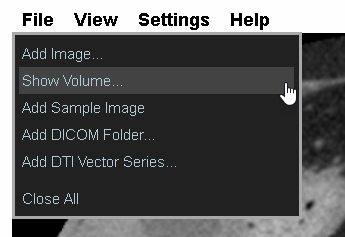 File View Settings Help
Add Image...
Show Volume...
Add Sample Image
Add DICOM Folder...
Add DTI Vector Series...
Close All